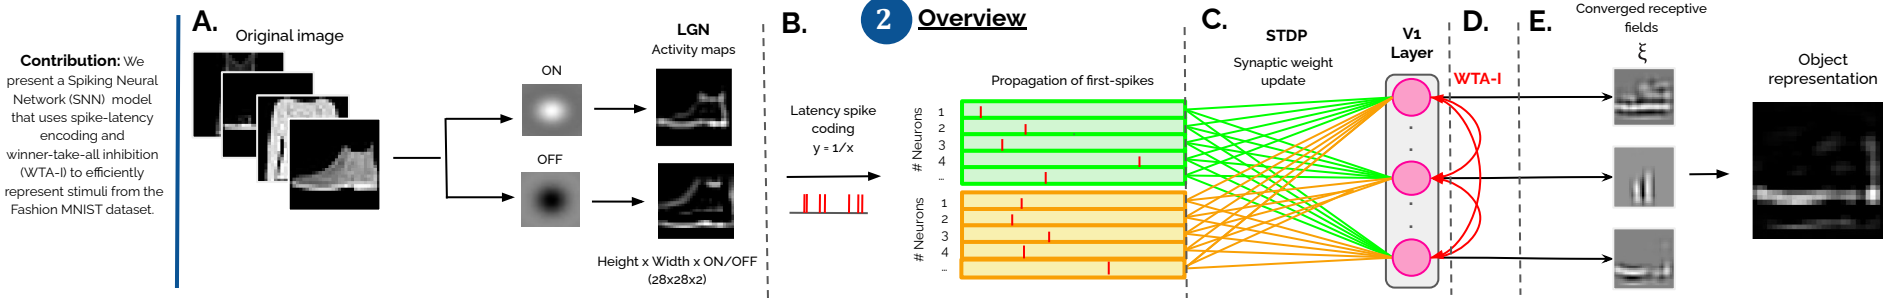 Contribution: We
present a Spiking Neural
Network (SNN) model
that uses spike-latency
encoding and
winner-take-all inhibition
(WTA-I) to efficiently
represent stimuli from the
Fashion MNIST dataset.
A.
Original image
ON
OFF
LGN
Activity maps
Height x Width x ON/OFF
(28x28x2)
B.
2 Overview
Latency spike
coding
y = 1/x
Propagation of first-spikes
# Neurons
1
2
3
4
...
# Neurons
1
2
3
4
...
C.
STDP
Synaptic weight
update
V1
Layer
D.
WTA-I
E.
Converged receptive
fields
ξ
Object
representation